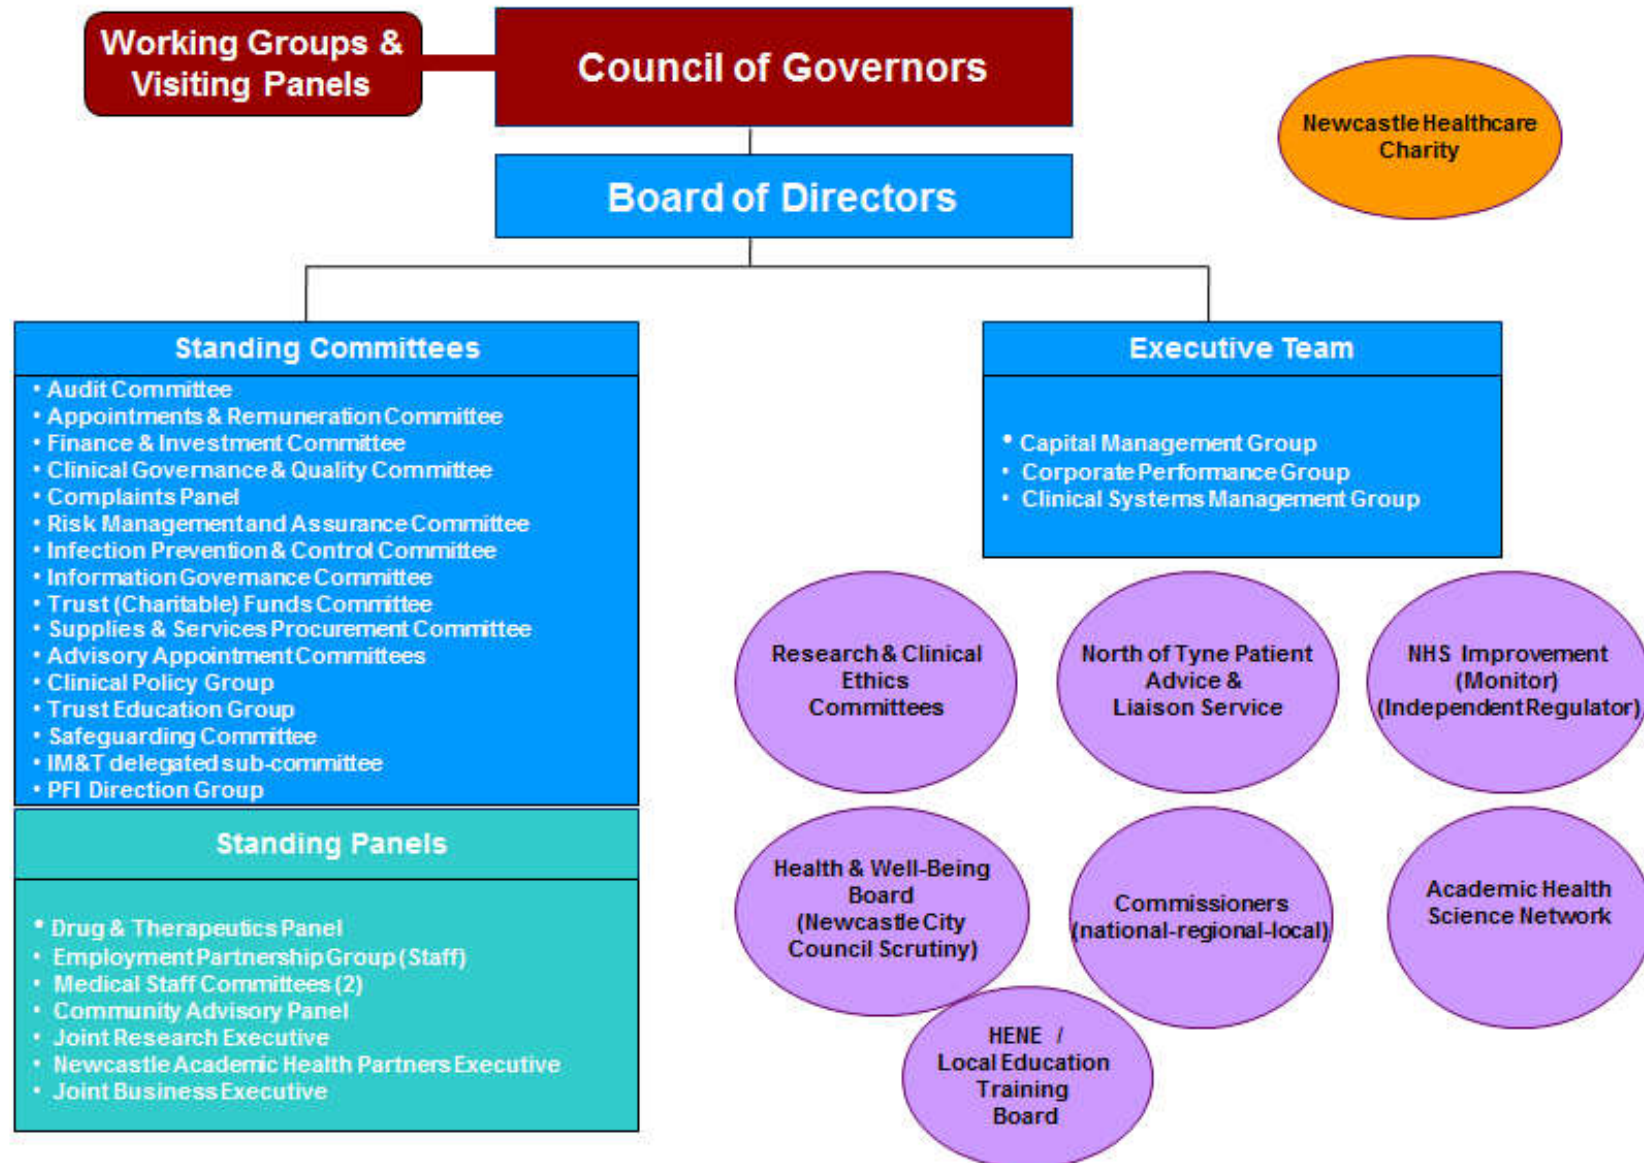 Working Groups &
Visiting Panels
Council of Governors
Newcastle Healthcare
Charity
Board of Directors
Standing Committees
• Audit Committee
• Appointments & Remuneration Committee
• Finance & Investment Committee
• Clinical Governance & Quality Committee
• Complaints Panel
• Risk Management and Assurance Committee
• Infection Prevention & Control Committee
• Information Governance Committee
• Trust (Charitable) Funds Committee
• Supplies & Services Procurement Committee
• Advisory Appointment Committees
• Clinical Policy Group
• Trust Education Group
• Safeguarding Committee
• IM&T delegated sub-committee
• PFI Direction Group
Executive Team
• Capital Management Group
• Corporate Performance Group
• Clinical Systems Management Group
Research & Clinical
Ethics
Committees
North of Tyne Patient
Advice &
Liaison Service
NHS Improvement
(Monitor)
(Independent Regulator)
Standing Panels
• Drug & Therapeutics Panel
• Employment Partnership Group (Staff)
• Medical Staff Committees (2)
• Community Advisory Panel
• Joint Research Executive
• Newcastle Academic Health Partners Executive
• Joint Business Executive
Health & Well-Being
Board
(Newcastle City
Council Scrutiny)
Commissioners
(national-regional-local)
Academic Health
Science Network
HENE /
Local Education
Training
Board